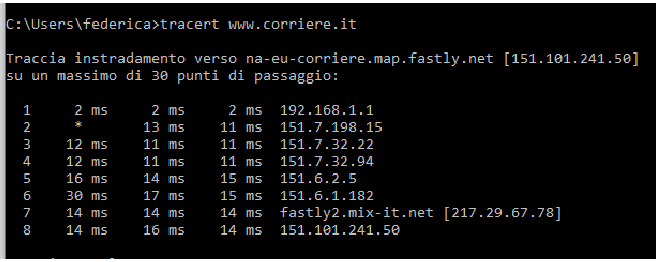 C:\Users\federica>tracert www.corriere.it
Traccia instradamento verso na-eu-corriere.map.fastly.net [151.101.241.50]
su un massimo di 30 punti di passaggio:
1 2 ms 2 ms 2 ms 192.168.1.1
2 * 13 ms 11 ms 151.7.198.15
3 12 ms 11 ms 11 ms 151.7.32.22
4 12 ms 11 ms 11 ms 151.7.32.94
5 16 ms 14 ms 15 ms 151.6.2.5
6 30 ms 17 ms 15 ms 151.6.1.182
7 14 ms 14 ms 14 ms fastly2.mix-it.net [217.29.67.78]
8 14 ms 16 ms 14 ms 151.101.241.50